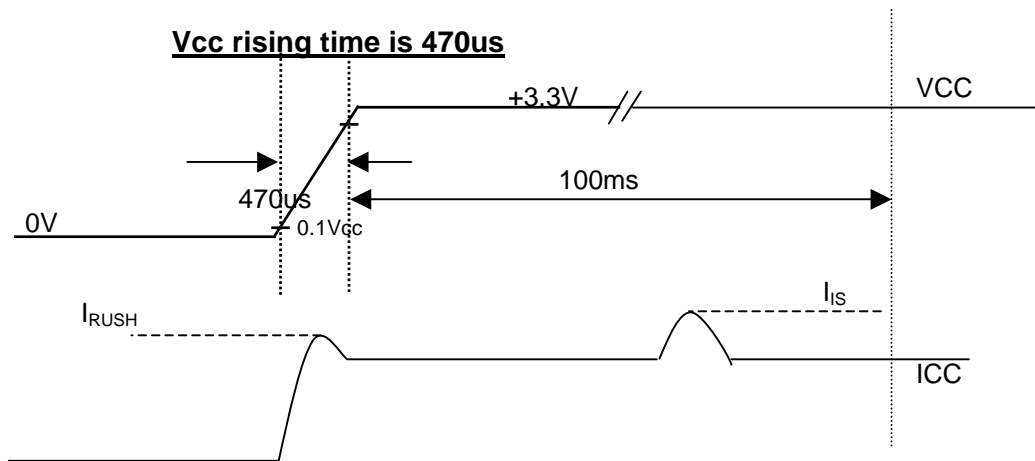 Vcc rising time is 470us
+3.3V
VCC
100ms
470us
0V
0.1Vcc
IRUSH
IIS
ICC